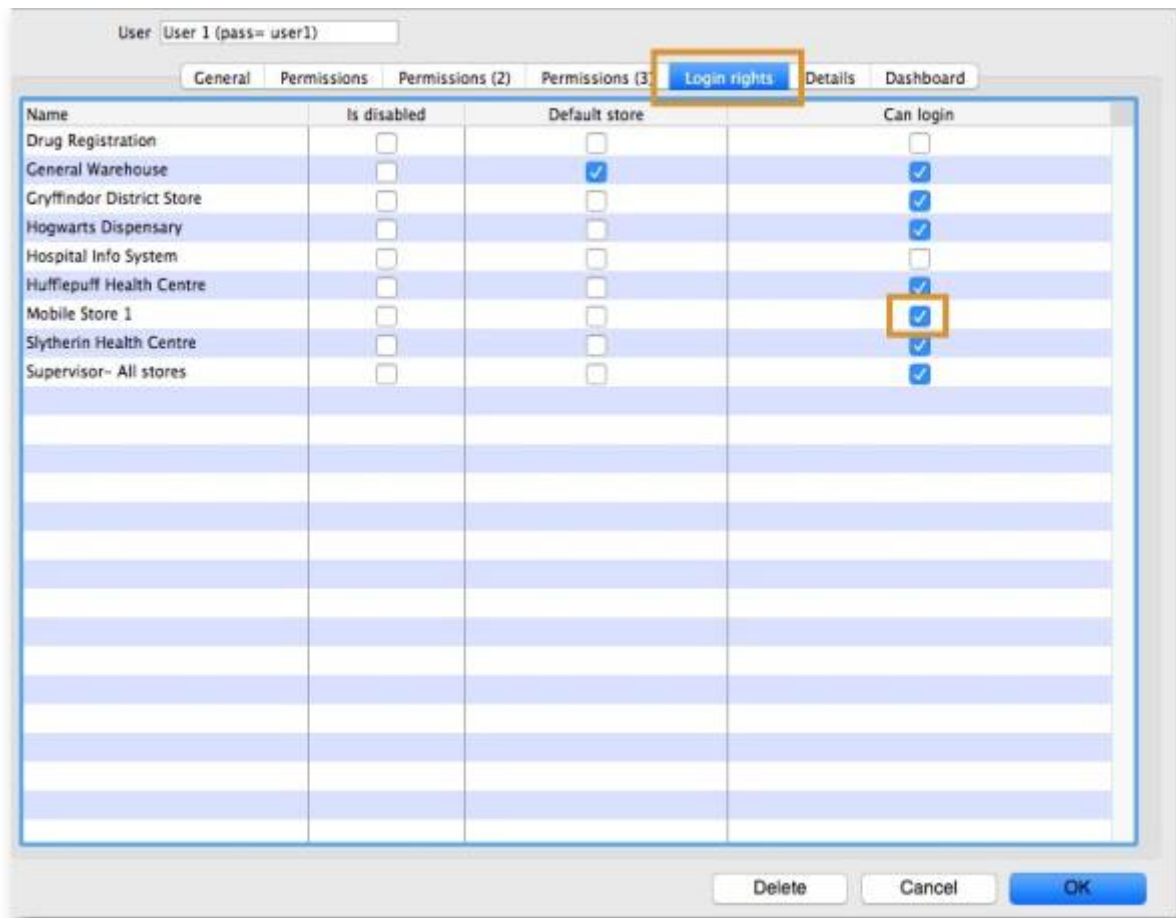 User User 1 (pass= user1)
General Permissions Permissions (2) Permissions (3) Login rights Details Dashboard
Name Is disabled Default store Can login
Drug Registration
General Warehouse
Gryffindor District Store
Hogwarts Dispensary
Hospital Info System
Hufflepuff Health Centre
Mobile Store 1
Slytherin Health Centre
Supervisor- All stores
Delete Cancel OK